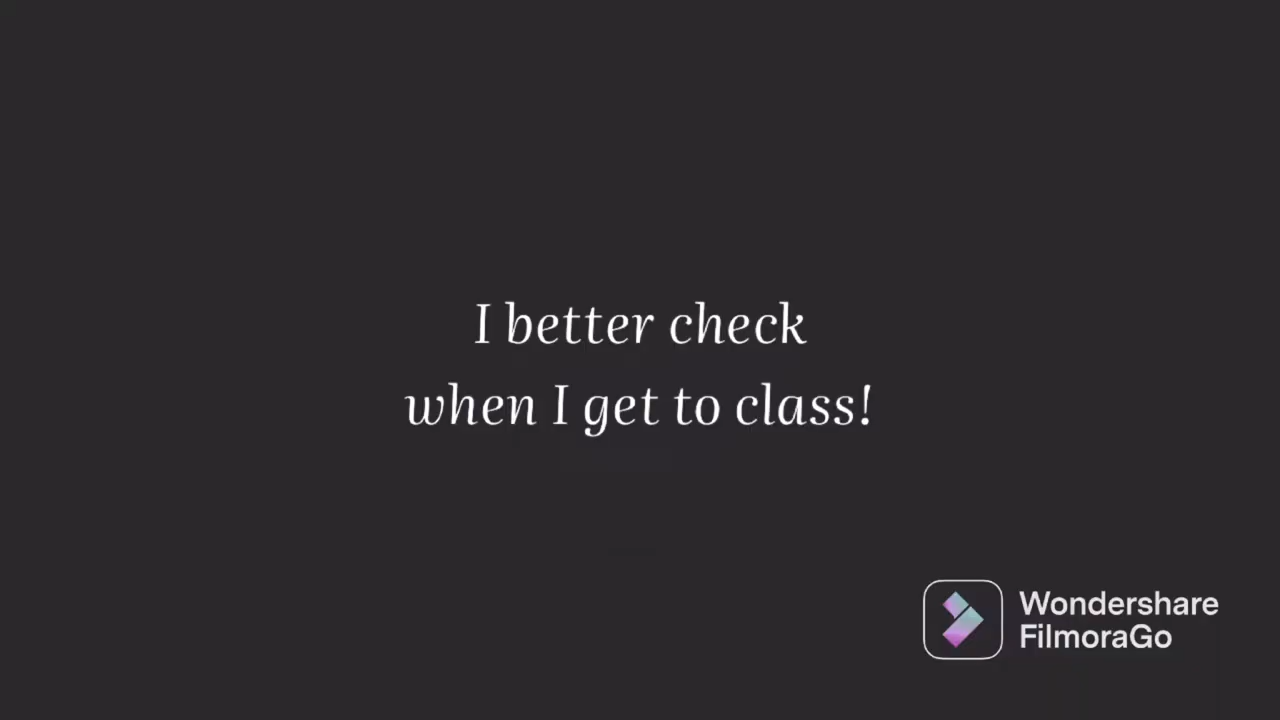 I better check
when I get to class!
Wondershare
FilmoraGo